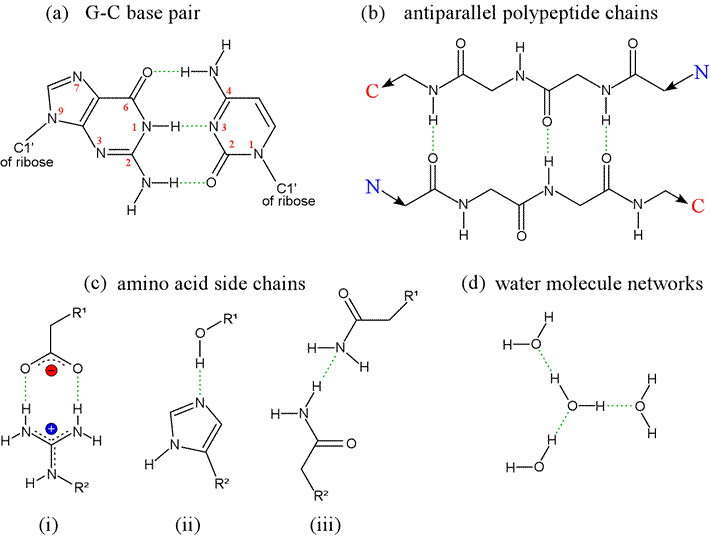 (a) G-C base pair
(b) antiparallel polypeptide chains
H
O H N
7 6 4
N
9 1 3
N N H N
3 2 2 1
N N
C1'
of ribose
N H O
H
C1'
of ribose
O H O
C N N N N
H O H
O H O
N N N N C
H O H
(c) amino acid side chains
(d) water molecule networks
R¹
O O
−
H H
+
H N N H
H N R²
(i)
R¹
O
H
N
N
H
R²
(ii)
O R¹
N H
H
H
H N
O
R²
(iii)
H
O H
H
O H O H
H
H
H O